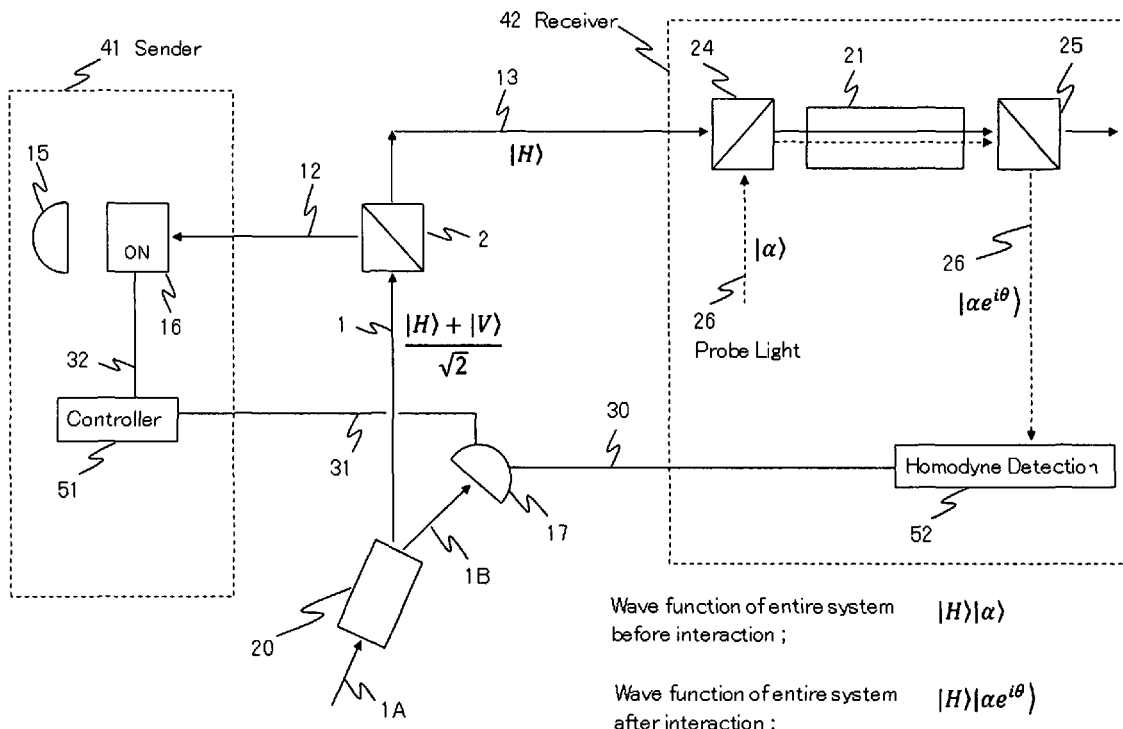 42 Receiver
41 Sender
24
21
25
13
|H⟩
15
12
ON
2
16
|α⟩
26
26
Probe Light
|αe^{iθ}⟩
1
|H⟩ + |V⟩
√2
32
Controller
51
31
30
Homodyne Detection
52
17
1B
20
1A
Wave function of entire system |H⟩|α⟩
before interaction ;
Wave function of entire system |H⟩|αe^{iθ}⟩
after interaction ;